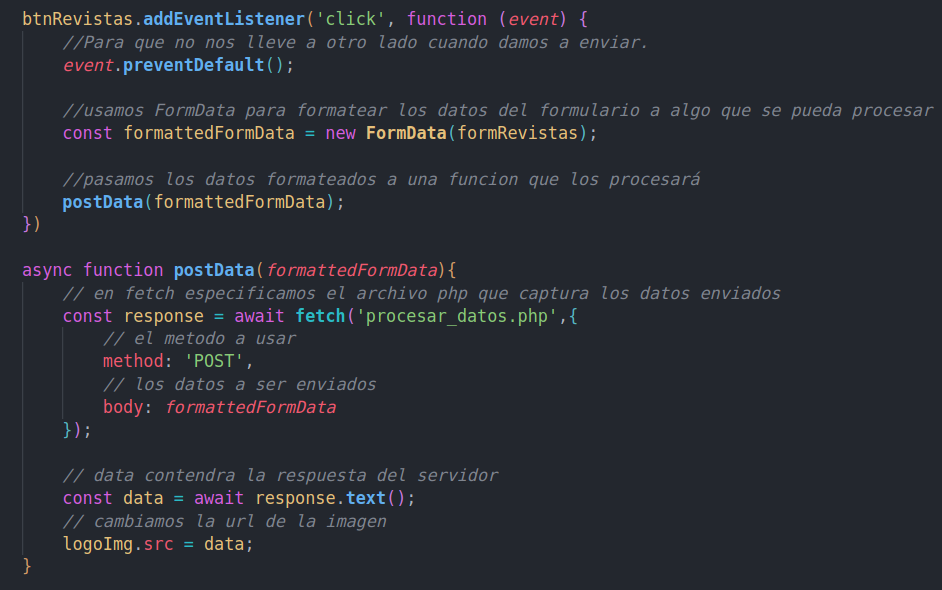 btnRevistas.addEventListener('click', function (event) {
    //Para que no nos lleve a otro lado cuando damos a enviar.
    event.preventDefault();

    //usamos FormData para formatear los datos del formulario a algo que se pueda procesar
    const formattedFormData = new FormData(formRevistas);

    //pasamos los datos formateados a una funcion que los procesará
    postData(formattedFormData);
})

async function postData(formattedFormData){
    // en fetch especificamos el archivo php que captura los datos enviados
    const response = await fetch('procesar_datos.php',{
        // el metodo a usar
        method: 'POST',
        // los datos a ser enviados
        body: formattedFormData
    });

    // data contendra la respuesta del servidor
    const data = await response.text();
    // cambiamos la url de la imagen
    logoImg.src = data;
}